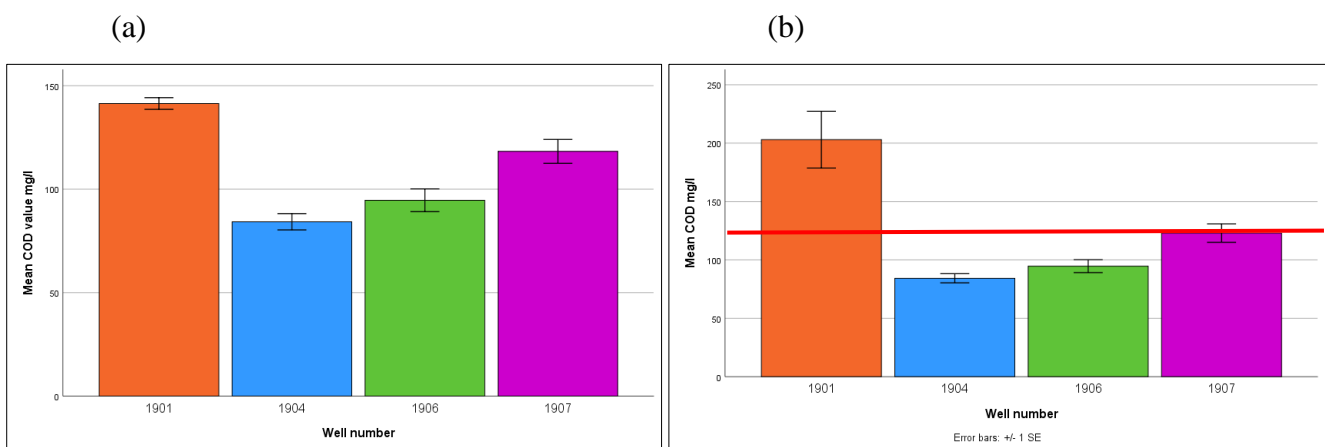 (a)
(b)
Mean COD value mg/l
150
100
50
0
1901 1904 1906 1907
Well number
Mean COD mg/l
250
200
150
100
50
0
1901 1904 1906 1907
Well number
Error bars: +/- 1 SE